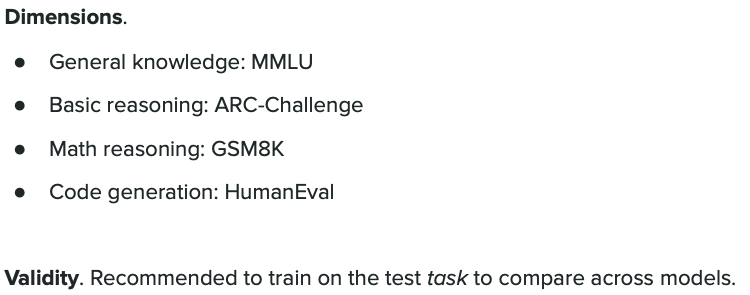 Dimensions.
● General knowledge: MMLU
● Basic reasoning: ARC-Challenge
● Math reasoning: GSM8K
● Code generation: HumanEval
Validity. Recommended to train on the test task to compare across models.